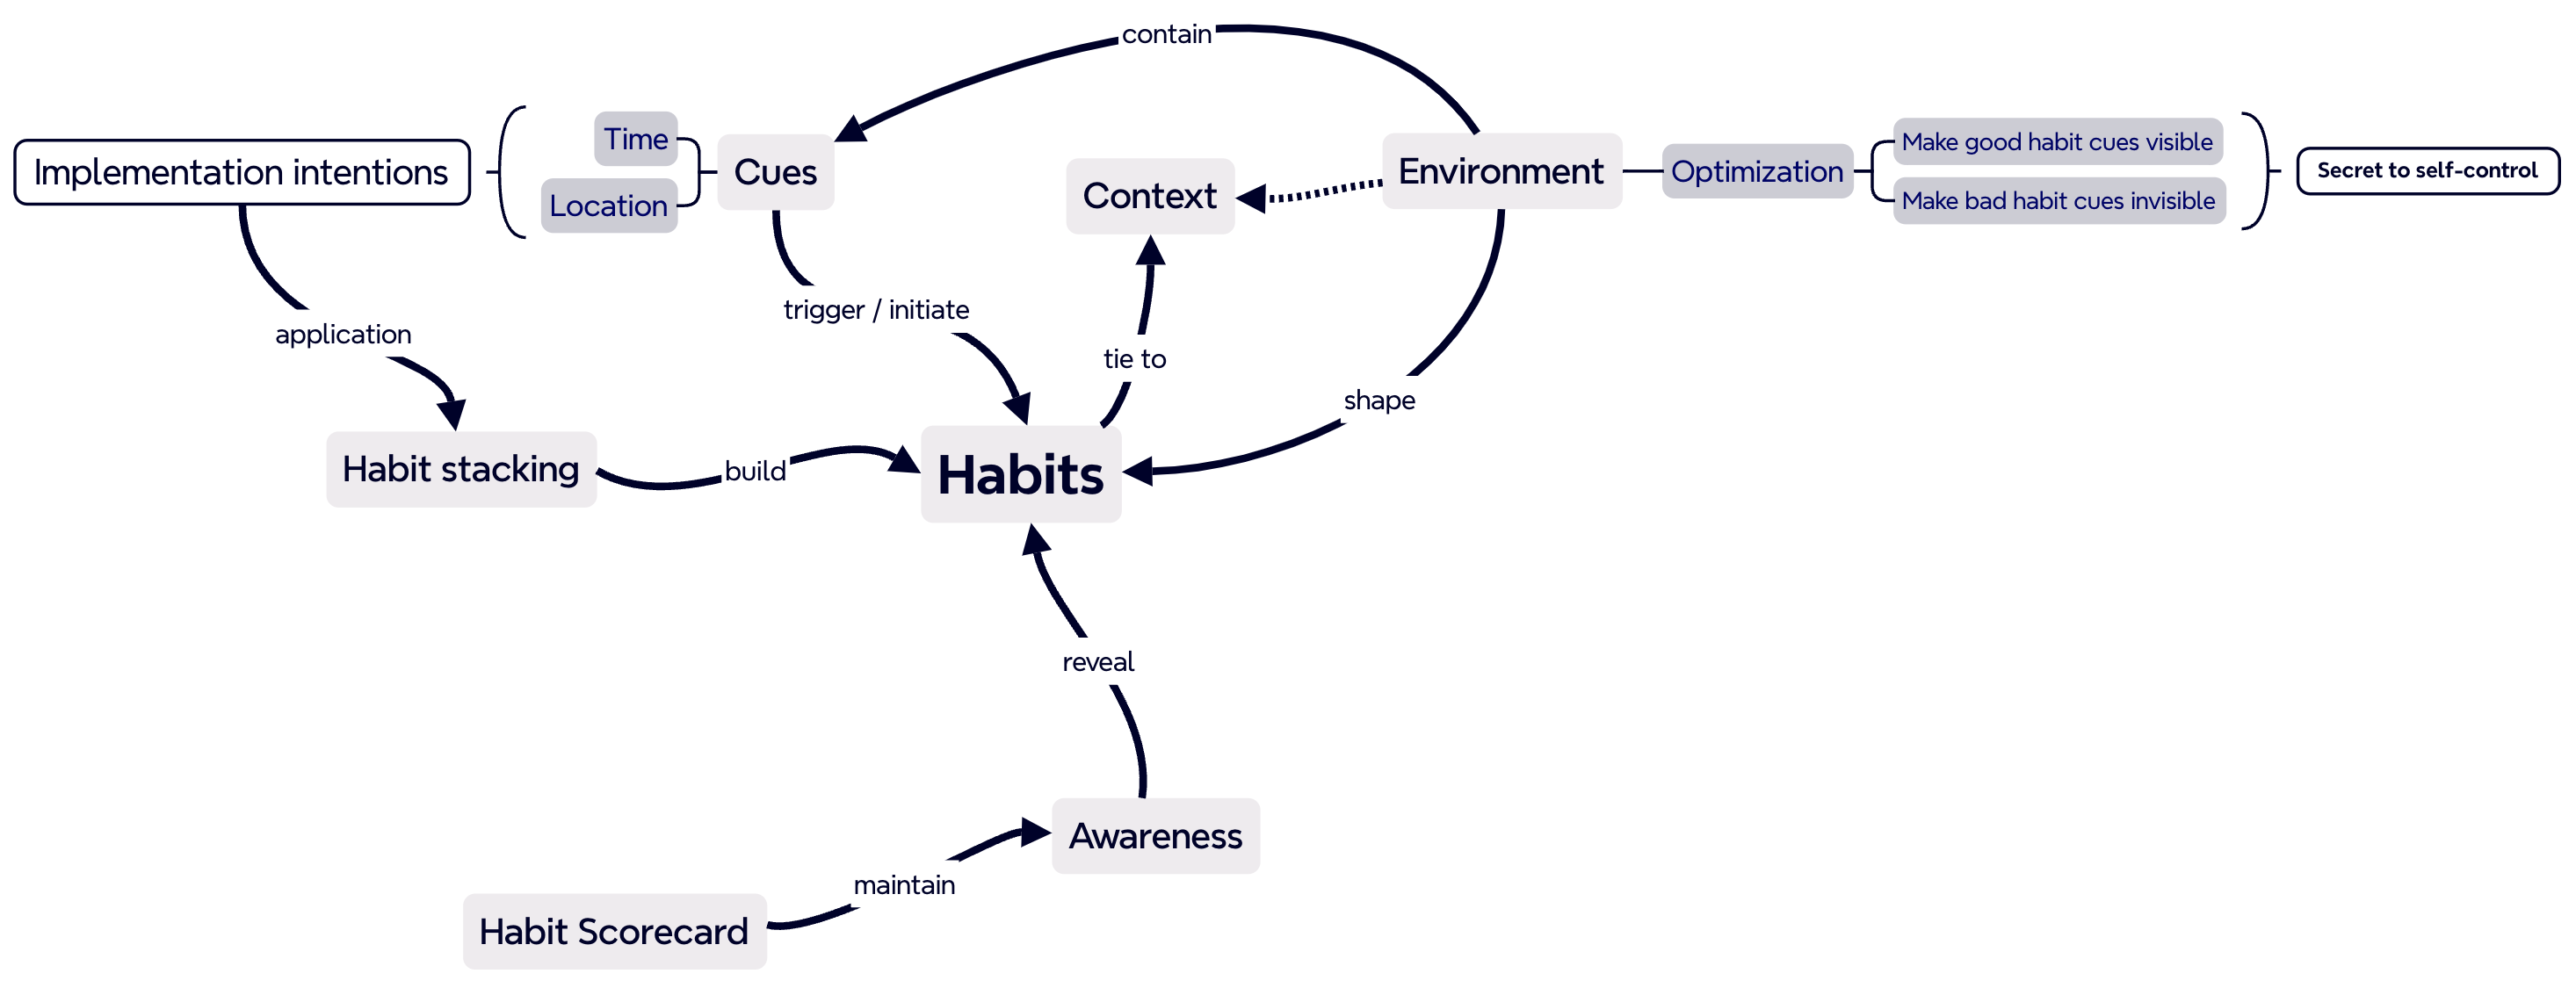 contain
Implementation intentions
Time
Location
Cues
Context
Environment
Optimization
Make good habit cues visible
Make bad habit cues invisible
Secret to self-control
application
trigger / initiate
tie to
shape
Habit stacking
build
Habits
reveal
Awareness
maintain
Habit Scorecard